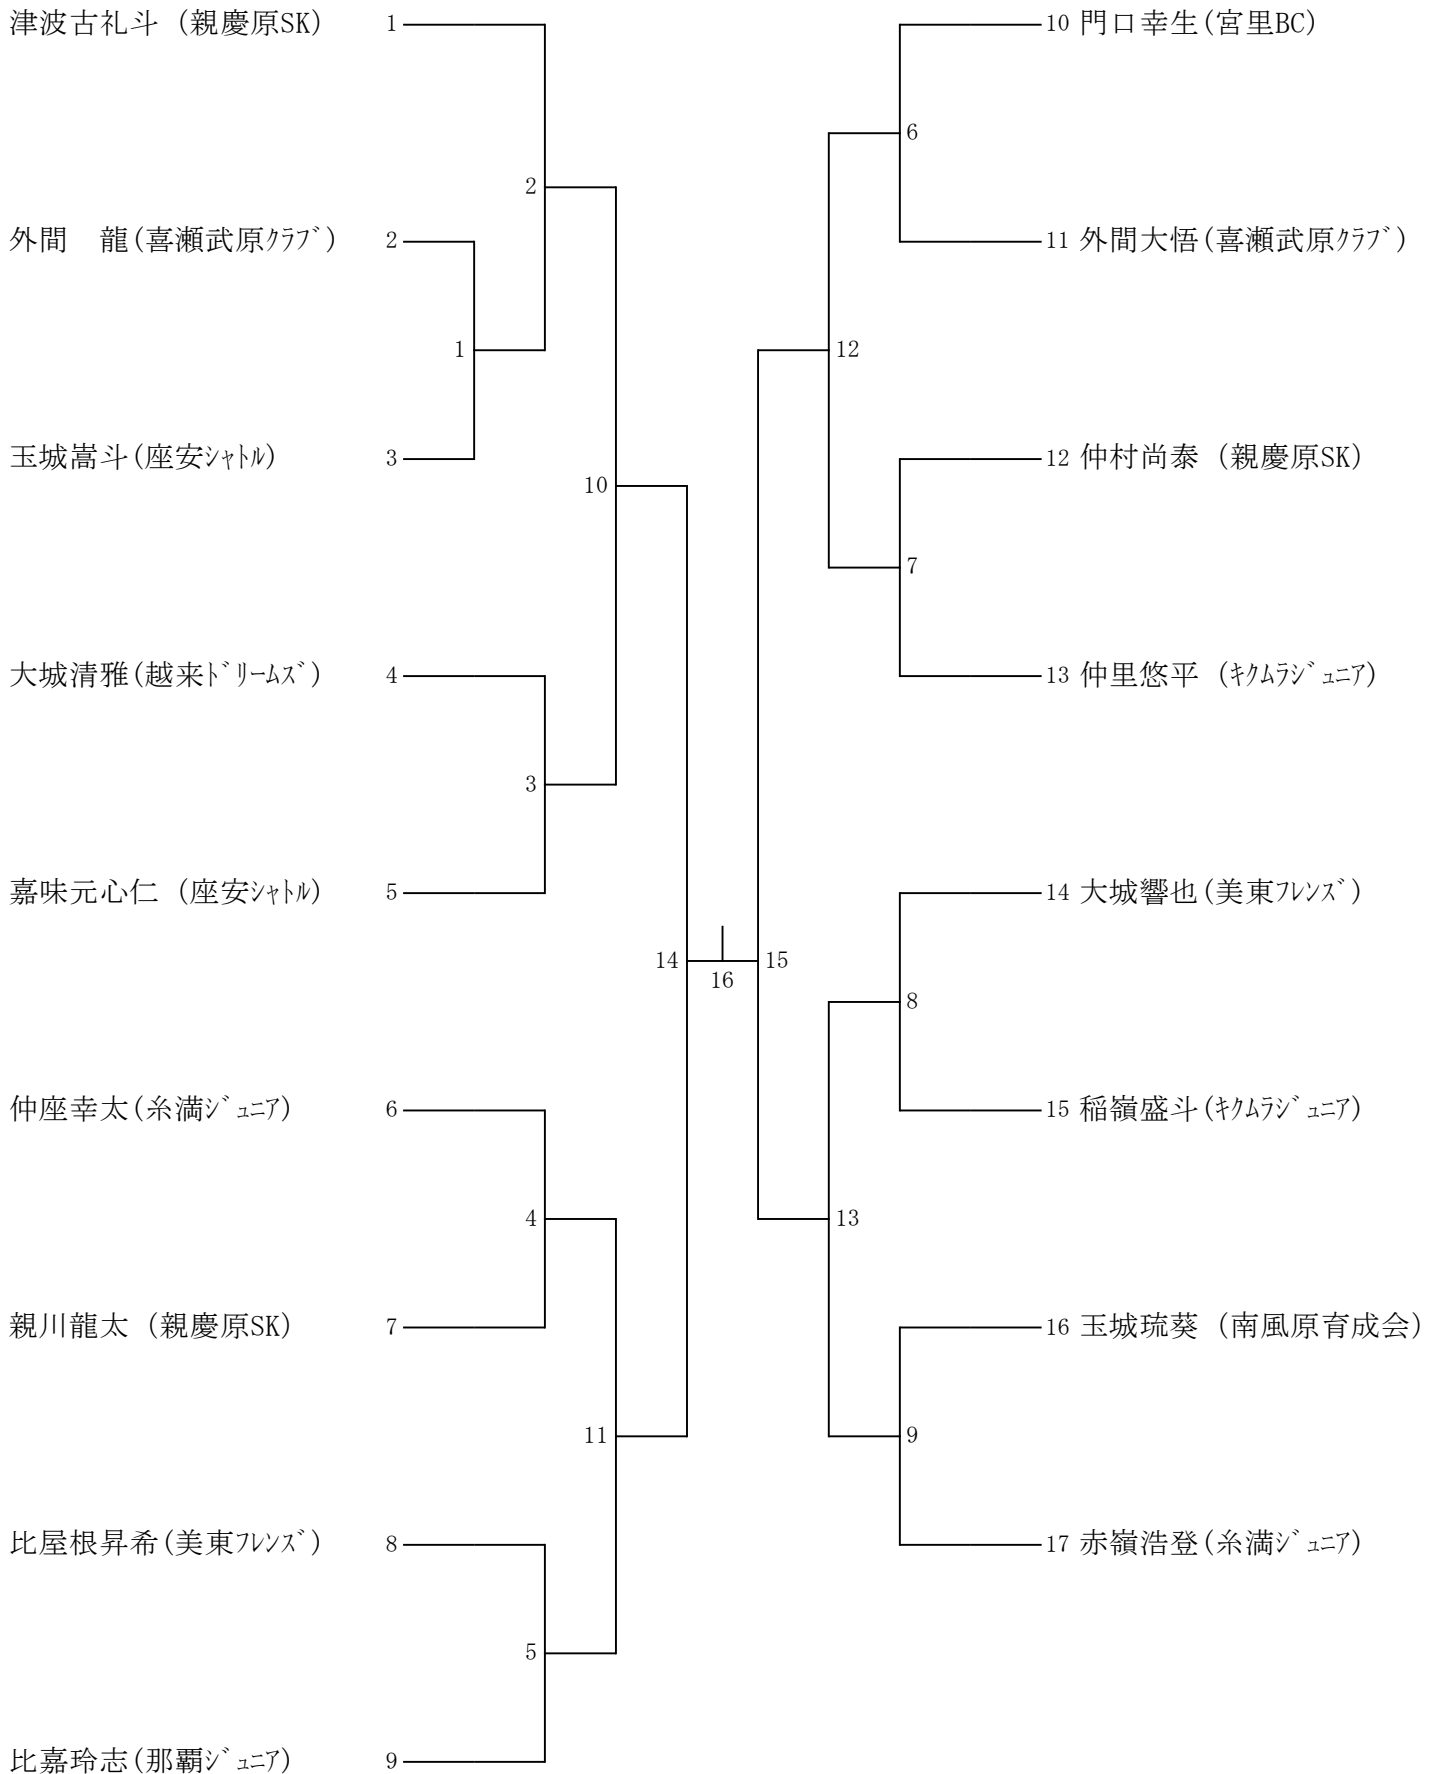 津波古礼斗 (親慶原SK) 1
外間　龍(喜瀬武原ｸﾗﾌﾞ) 2
1
玉城嵩斗(座安ｼｬﾄﾙ) 3
2
大城清雅(越来ﾄﾞﾘｰﾑｽﾞ) 4
3
嘉味元心仁 (座安ｼｬﾄﾙ) 5
10
仲座幸太(糸満ｼﾞｭﾆｱ) 6
4
親川龍太 (親慶原SK) 7
比屋根昇希(美東ﾌﾚﾝｽﾞ) 8
5
比嘉玲志(那覇ｼﾞｭﾆｱ) 9
11
14
16
15
10 門口幸生(宮里BC)
6
11 外間大悟(喜瀬武原ｸﾗﾌﾞ)
12
12 仲村尚泰 (親慶原SK)
7
13 仲里悠平 (ｷｸﾑﾗｼﾞｭﾆｱ)
14 大城響也(美東ﾌﾚﾝｽﾞ)
8
15 稲嶺盛斗(ｷｸﾑﾗｼﾞｭﾆｱ)
13
16 玉城琉葵 (南風原育成会)
9
17 赤嶺浩登(糸満ｼﾞｭﾆｱ)